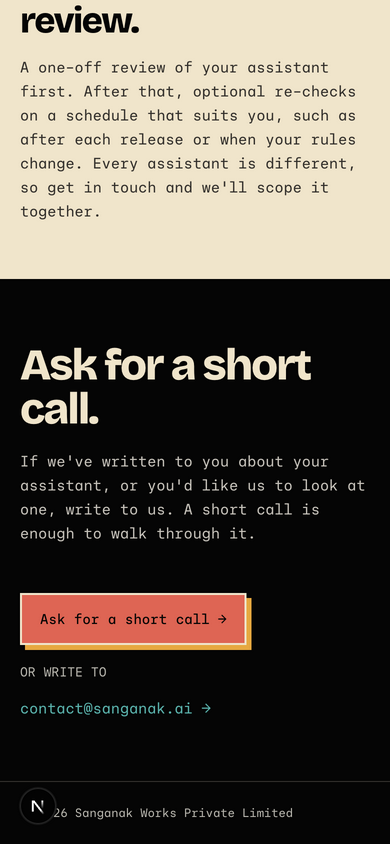 review.
A one-off review of your assistant
first. After that, optional re-checks
on a schedule that suits you, such as
after each release or when your rules
change. Every assistant is different,
so get in touch and we'll scope it
together.
Ask for a short
call.
If we've written to you about your
assistant, or you'd like us to look at
one, write to us. A short call is
enough to walk through it.
Ask for a short call →
OR WRITE TO
contact@sanganak.ai →
N
26 Sanganak Works Private Limited